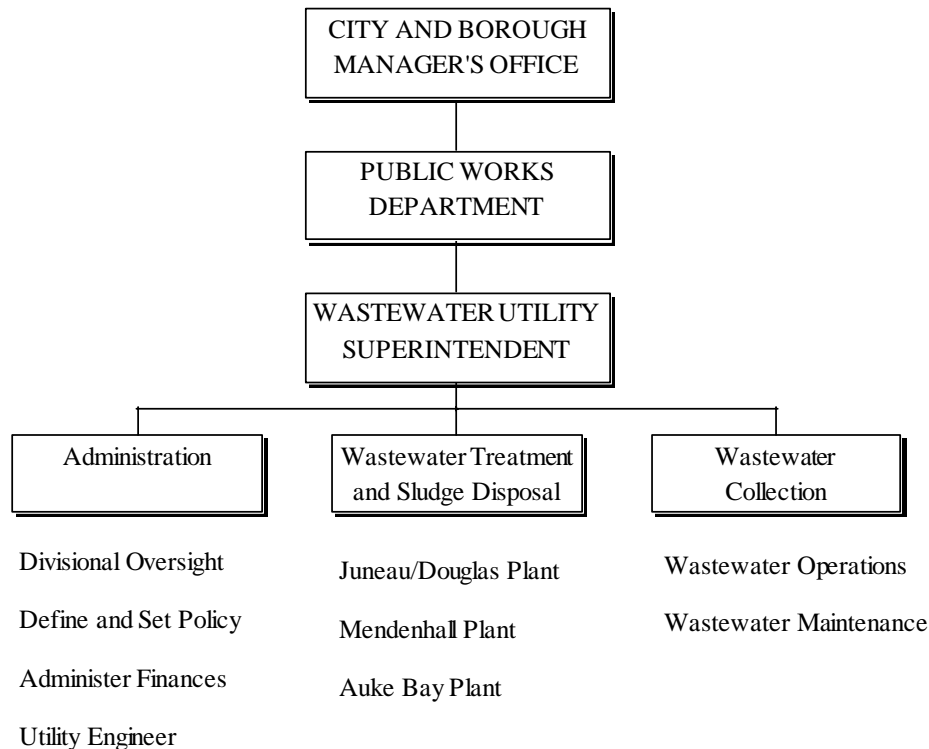 CITY AND BOROUGH
MANAGER'S OFFICE
PUBLIC WORKS
DEPARTMENT
WASTEWATER UTILITY
SUPERINTENDENT
Administration
Wastewater Treatment
and Sludge Disposal
Wastewater
Collection
Divisional Oversight
Define and Set Policy
Administer Finances
Utility Engineer
Juneau/Douglas Plant
Mendenhall Plant
Auke Bay Plant
Wastewater Operations
Wastewater Maintenance